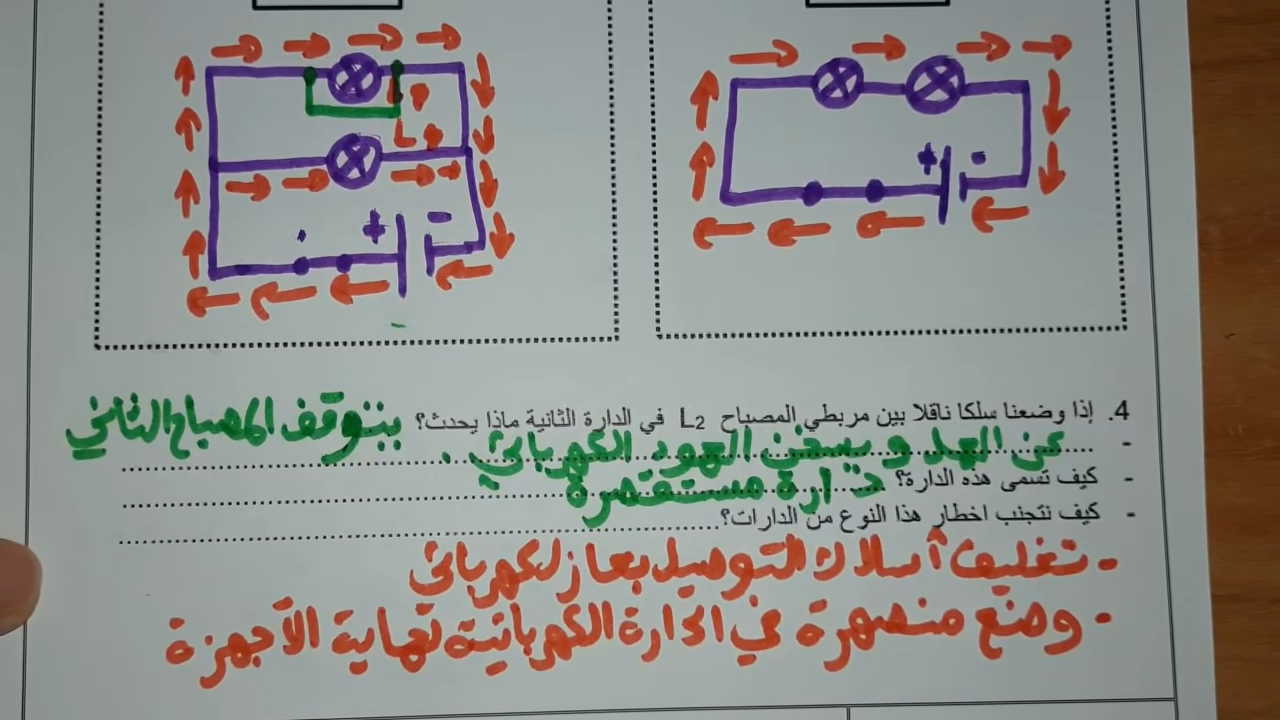 + -
+ -
4. إذا وضعنا سلكا ناقلا بين مربطي المصباح L2 في الدارة الثانية ماذا يحدث؟ يتوقف المصباح الثاني
- عن العمل ويسخن العمود الكهربائي .
- كيف تسمى هذه الدارة؟ دارة مستقصرة
- كيف نتجنب اخطار هذا النوع من الدارات؟
- تغليف أسلاك التوصيل بعازل كهربائي
- وضع منصهرة في الدارة الكهربائية لحماية الأجهزة